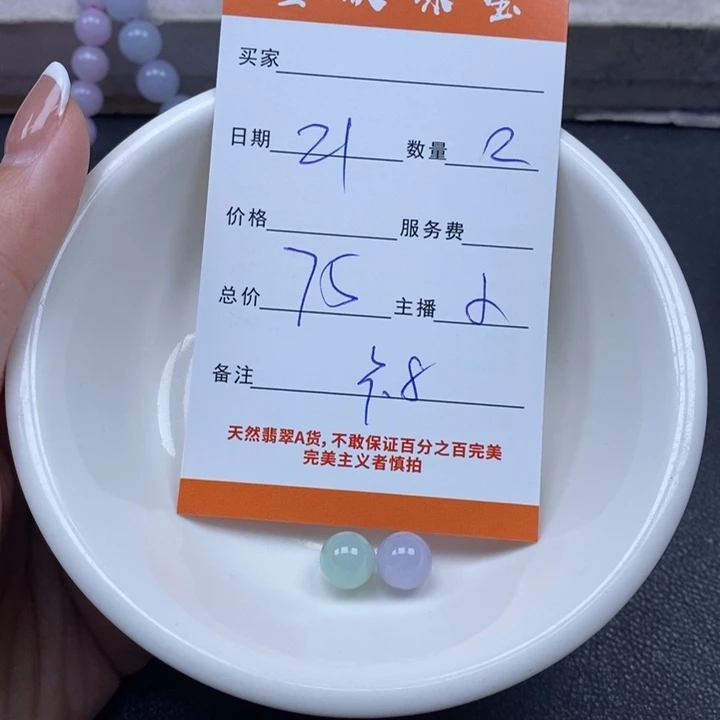 买家
日期 21 数量 2
价格 服务费
总价 75 主播
备注 8
天然翡翠A货,不敢保证百分之百完美
完美主义者慎拍